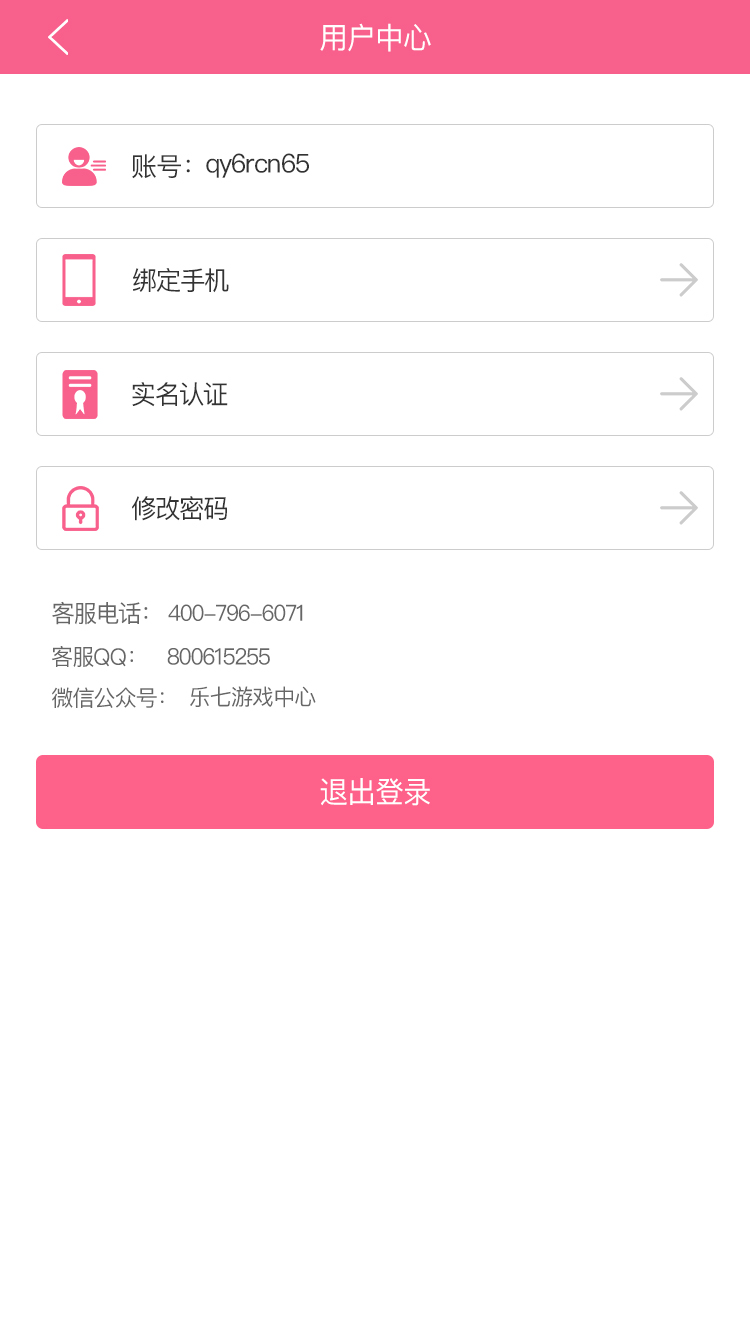 用户中心
账号：qy6rcn65
绑定手机
实名认证
修改密码
客服电话： 400-796-6071
客服QQ： 800615255
微信公众号： 乐七游戏中心
退出登录